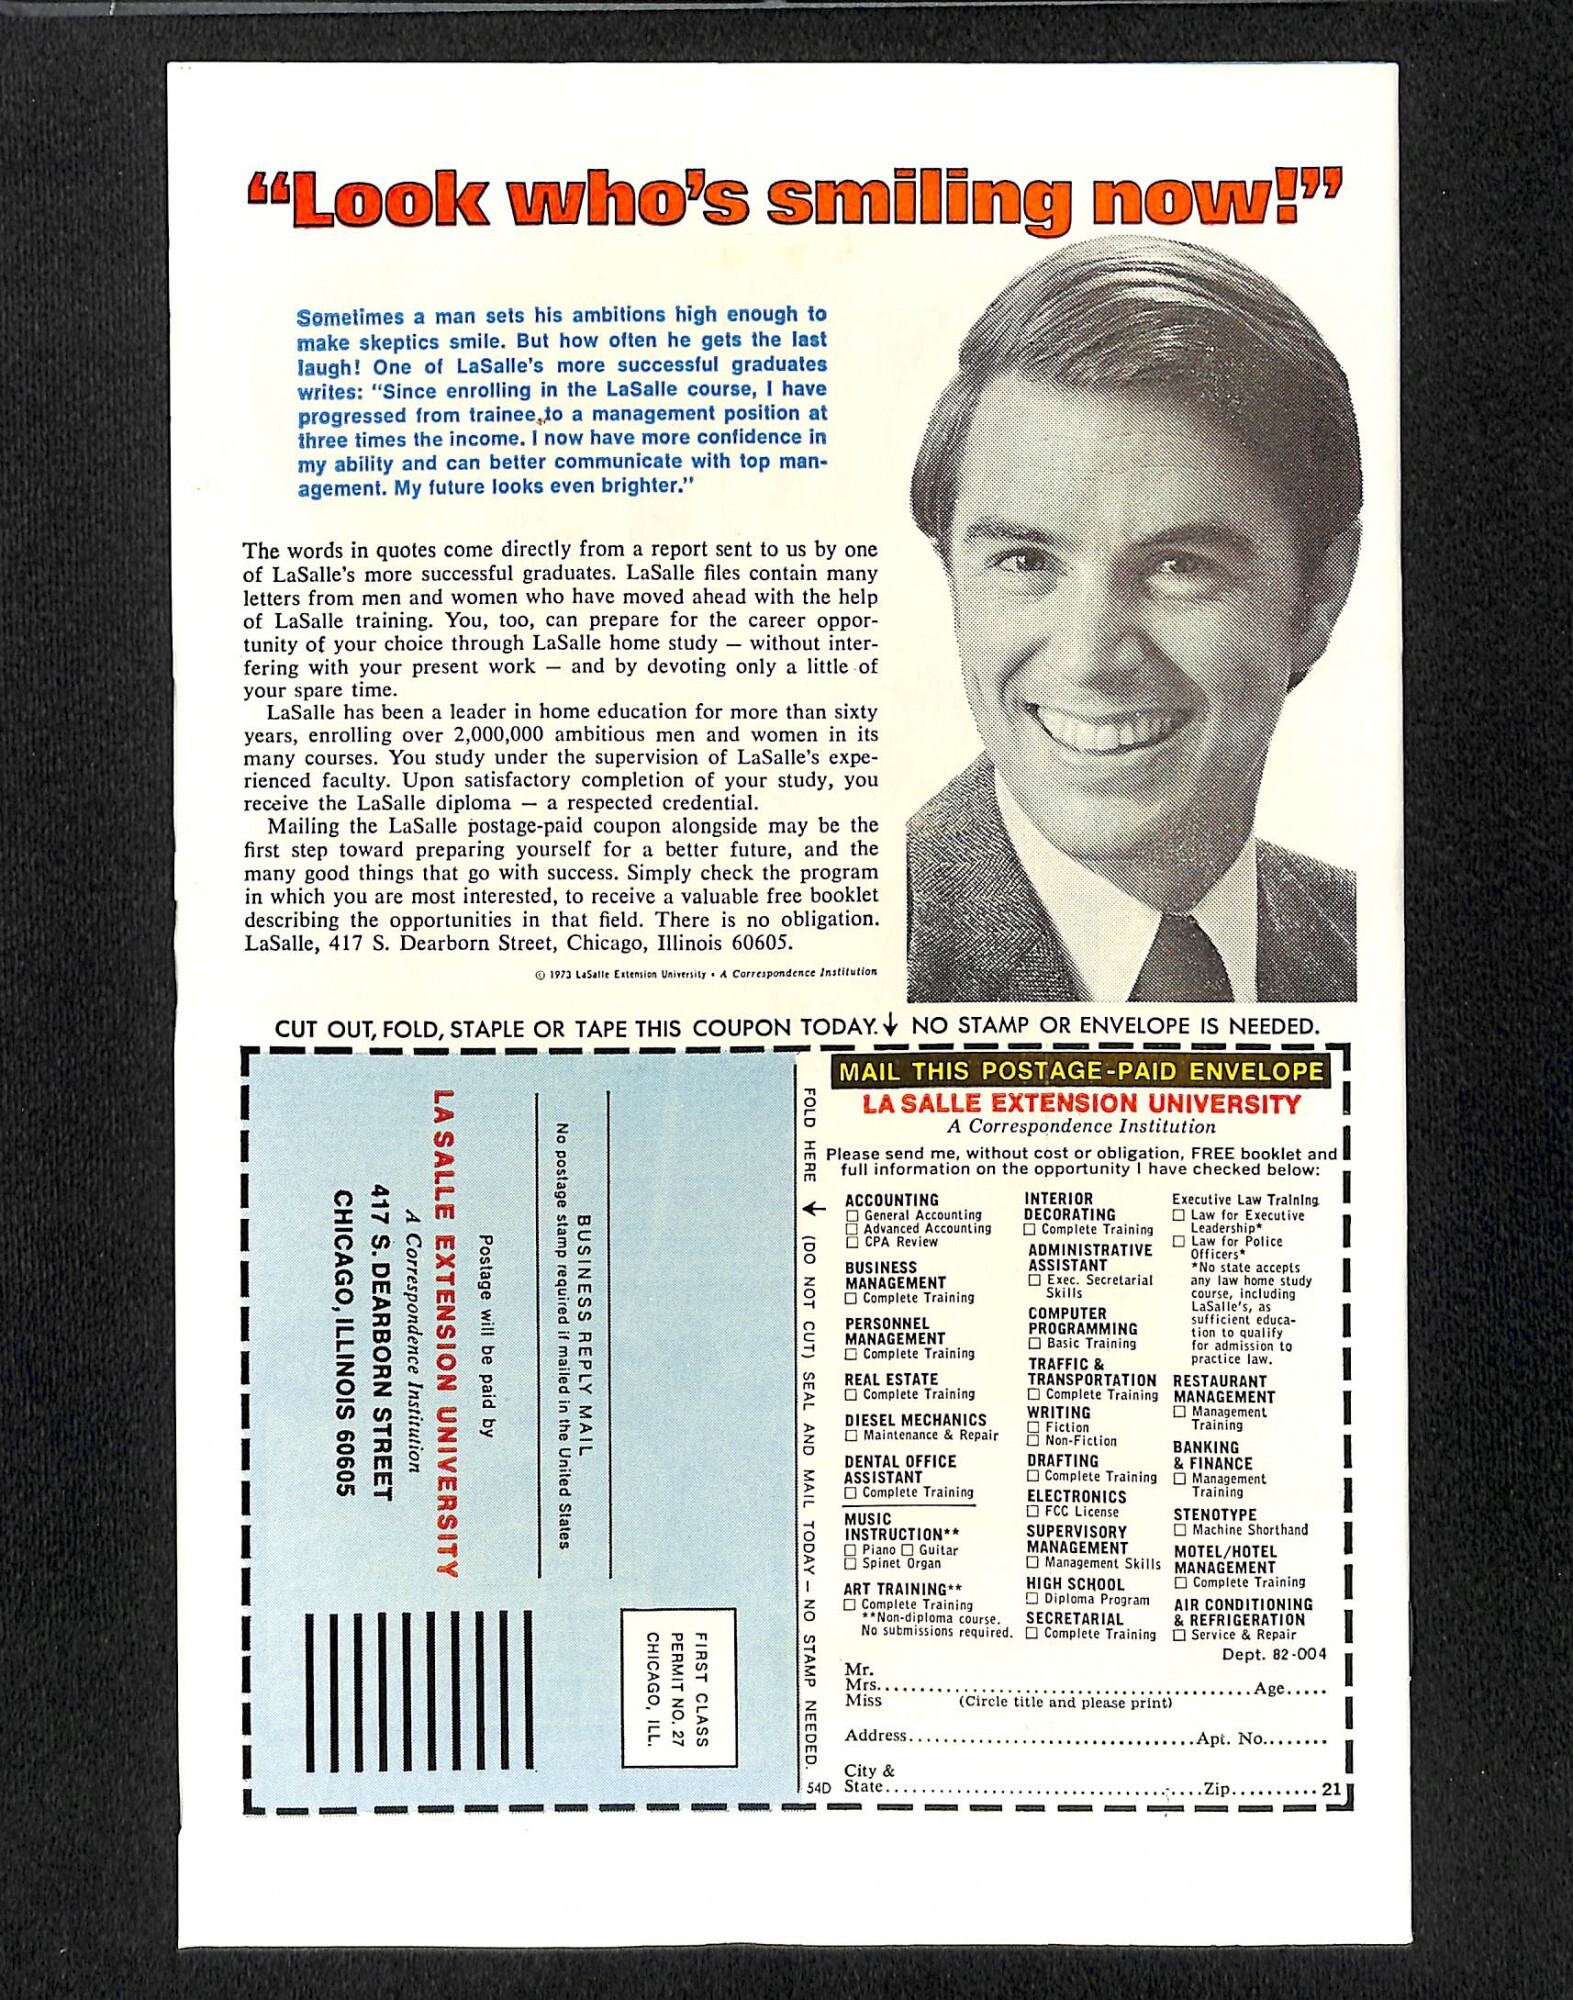 “Look who’s smiling now!”
Sometimes a man sets his ambitions high enough to
make skeptics smile. But how often he gets the last
laugh! One of LaSalle’s more successful graduates
writes: “Since enrolling in the LaSalle course, I have
progressed from trainee to a management position at
three times the income. I now have more confidence in
my ability and can better communicate with top man-
agement. My future looks even brighter.”
The words in quotes come directly from a report sent to us by one
of LaSalle’s more successful graduates. LaSalle files contain many
letters from men and women who have moved ahead with the help
of LaSalle training. You, too, can prepare for the career oppor-
tunity of your choice through LaSalle home study — without inter-
fering with your present work — and by devoting only a little of
your spare time.
LaSalle has been a leader in home education for more than sixty
years, enrolling over 2,000,000 ambitious men and women in its
many courses. You study under the supervision of LaSalle’s expe-
rienced faculty. Upon satisfactory completion of your study, you
receive the LaSalle diploma — a respected credential.
Mailing the LaSalle postage-paid coupon alongside may be the
first step toward preparing yourself for a better future, and the
many good things that go with success. Simply check the program
in which you are most interested, to receive a valuable free booklet
describing the opportunities in that field. There is no obligation.
LaSalle, 417 S. Dearborn Street, Chicago, Illinois 60605.
© 1973 LaSalle Extension University • A Correspondence Institution
CUT OUT, FOLD, STAPLE OR TAPE THIS COUPON TODAY. ↓ NO STAMP OR ENVELOPE IS NEEDED.
FIRST CLASS
PERMIT NO. 27
CHICAGO, ILL.
BUSINESS REPLY MAIL
No postage stamp required if mailed in the United States
Postage will be paid by
LA SALLE EXTENSION UNIVERSITY
A Correspondence Institution
417 S. DEARBORN STREET
CHICAGO, ILLINOIS 60605
FOLD HERE ↓ (DO NOT CUT) SEAL AND MAIL TODAY — NO STAMP NEEDED.
54D
MAIL THIS POSTAGE-PAID ENVELOPE
LA SALLE EXTENSION UNIVERSITY
A Correspondence Institution
Please send me, without cost or obligation, FREE booklet and
full information on the opportunity I have checked below:
ACCOUNTING
☐ General Accounting
☐ Advanced Accounting
☐ CPA Review
BUSINESS
MANAGEMENT
☐ Complete Training
PERSONNEL
MANAGEMENT
☐ Complete Training
REAL ESTATE
☐ Complete Training
DIESEL MECHANICS
☐ Maintenance & Repair
DENTAL OFFICE
ASSISTANT
☐ Complete Training
MUSIC
INSTRUCTION**
☐ Piano ☐ Guitar
☐ Spinet Organ
ART TRAINING**
☐ Complete Training
**Non-diploma course.
No submissions required.
INTERIOR
DECORATING
☐ Complete Training
ADMINISTRATIVE
ASSISTANT
☐ Exec. Secretarial
Skills
COMPUTER
PROGRAMMING
☐ Basic Training
TRAFFIC &
TRANSPORTATION
☐ Complete Training
WRITING
☐ Fiction
☐ Non-Fiction
DRAFTING
☐ Complete Training
ELECTRONICS
☐ FCC License
SUPERVISORY
MANAGEMENT
☐ Management Skills
HIGH SCHOOL
☐ Diploma Program
SECRETARIAL
☐ Complete Training
Executive Law Training
☐ Law for Executive
Leadership*
☐ Law for Police
Officers*
*No state accepts
any law home study
course, including
LaSalle’s, as
sufficient educa-
tion to qualify
for admission to
practice law.
RESTAURANT
MANAGEMENT
☐ Management
Training
BANKING
& FINANCE
☐ Management
Training
STENOTYPE
☐ Machine Shorthand
MOTEL/HOTEL
MANAGEMENT
☐ Complete Training
AIR CONDITIONING
& REFRIGERATION
☐ Service & Repair
Dept. 82-004
Mr.
Mrs. ........ Age .....
Miss (Circle title and please print)
Address ........ Apt. No. ........
City &
State ........ Zip .......... 21